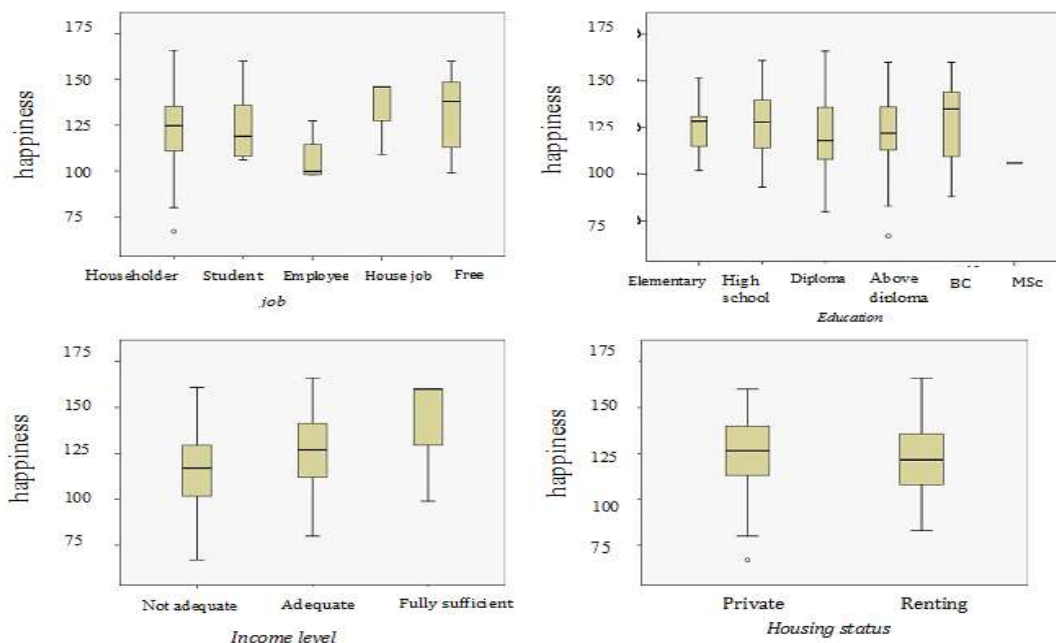 175
150
125
100
75
happiness
Householder Student Employee House job Free
job
175
150
125
100
75
happiness
Elementary High school Diploma Above diploma BC MSc
Education
175
150
125
100
75
happiness
Not adequate Adequate Fully sufficient
Income level
175
150
125
100
75
happiness
Private Renting
Housing status